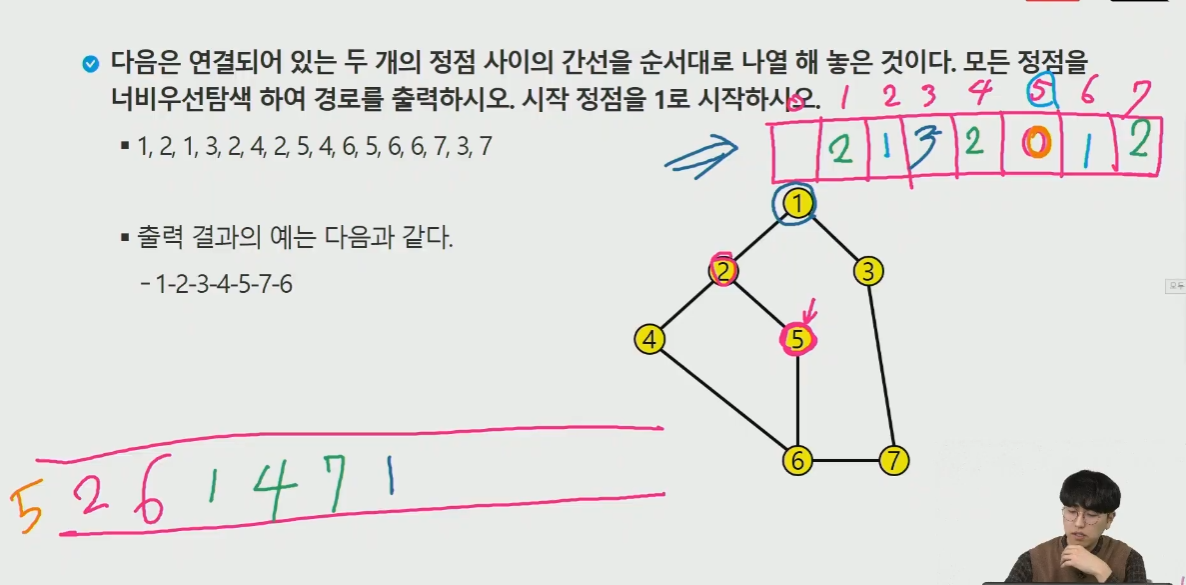 다음은 연결되어 있는 두 개의 정점 사이의 간선을 순서대로 나열 해 놓은 것이다. 모든 정점을
너비우선탐색 하여 경로를 출력하시오. 시작 정점을 1로 시작하시오.
0 1 2 3 4 5 6 7
2 1 3 2 0 1 2
▪ 1, 2, 1, 3, 2, 4, 2, 5, 4, 6, 5, 6, 6, 7, 3, 7
▪ 출력 결과의 예는 다음과 같다.
- 1-2-3-4-5-7-6
1
2 3
4 5
6 7
5 2 6 1 4 7 1